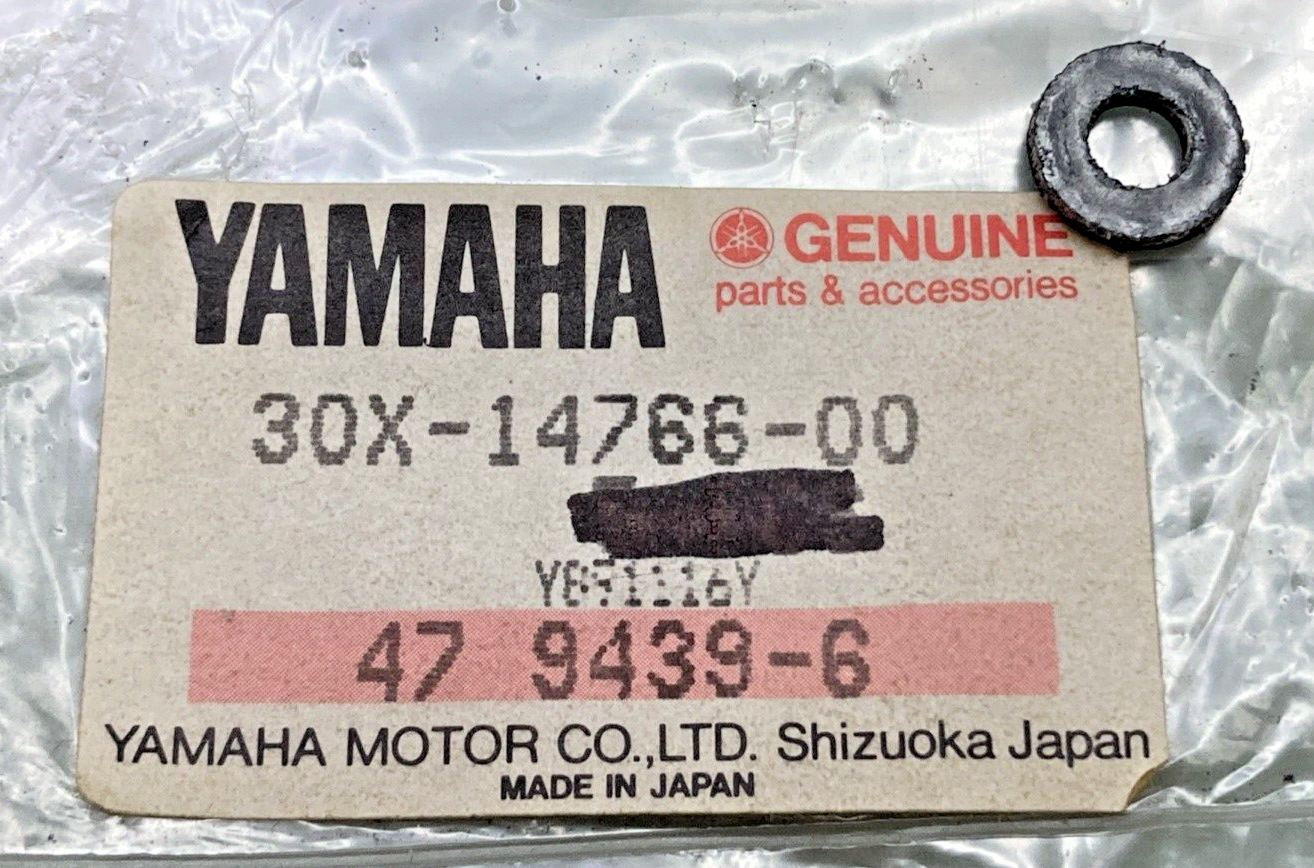 YAMAHA
GENUINE
parts & accessories
30X-14766-00
47 9439-6
YAMAHA MOTOR CO.,LTD. Shizuoka Japan
MADE IN JAPAN